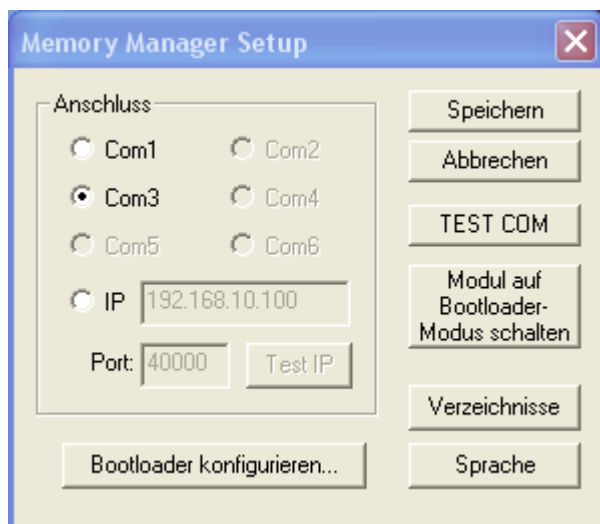 Memory Manager Setup
Anschluss
Com1
Com2
Com3
Com4
Com5
Com6
IP
192.168.10.100
Port:
40000
Test IP
Bootloader konfigurieren...
Speichern
Abbrechen
TEST COM
Modul auf
Bootloader-
Modus schalten
Verzeichnisse
Sprache